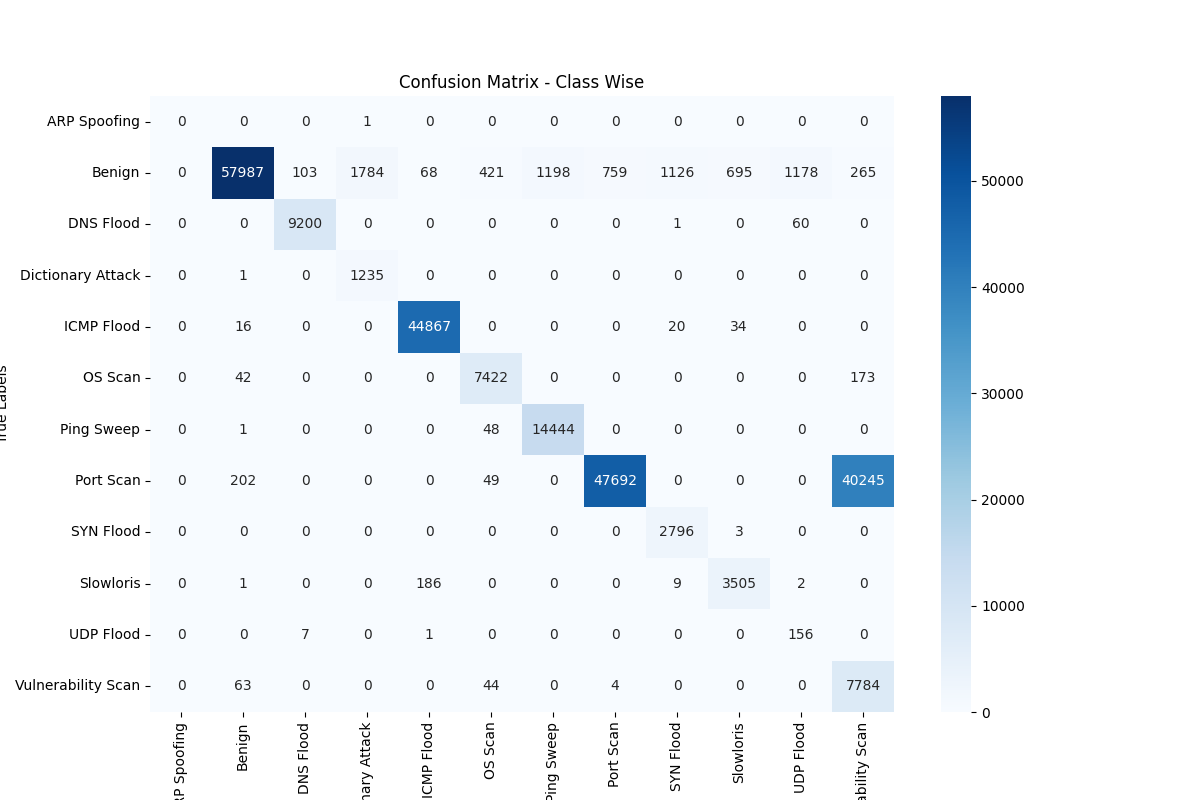 Confusion Matrix - Class Wise
ARP Spoofing 0 0 0 1 0 0 0 0 0 0 0 0
Benign 0 57987 103 1784 68 421 1198 759 1126 695 1178 265
DNS Flood 0 0 9200 0 0 0 0 0 1 0 60 0
Dictionary Attack 0 1 0 1235 0 0 0 0 0 0 0 0
ICMP Flood 0 16 0 0 44867 0 0 0 20 34 0 0
OS Scan 0 42 0 0 0 7422 0 0 0 0 0 173
Ping Sweep 0 1 0 0 0 48 14444 0 0 0 0 0
Port Scan 0 202 0 0 0 49 0 47692 0 0 0 40245
SYN Flood 0 0 0 0 0 0 0 0 2796 3 0 0
Slowloris 0 1 0 0 186 0 0 0 9 3505 2 0
UDP Flood 0 0 7 0 1 0 0 0 0 0 156 0
Vulnerability Scan 0 63 0 0 0 44 0 4 0 0 0 7784
True Labels
RP Spoofing
Benign
DNS Flood
nary Attack
ICMP Flood
OS Scan
Ping Sweep
Port Scan
SYN Flood
Slowloris
UDP Flood
ability Scan
50000
40000
30000
20000
10000
0